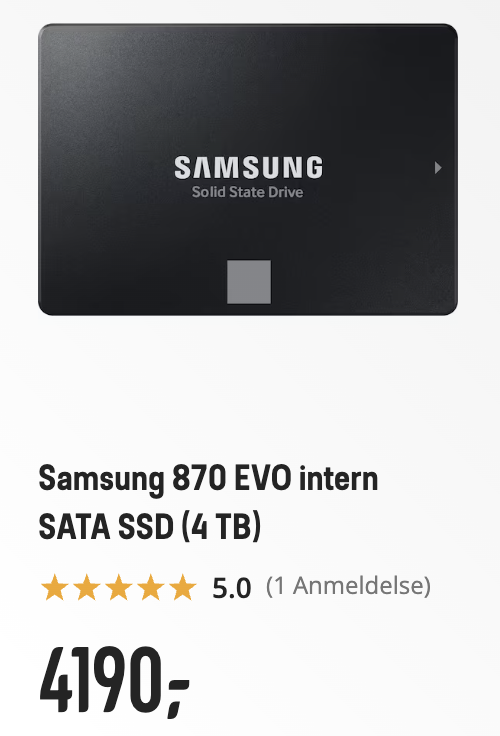 SAMSUNG
Solid State Drive
Samsung 870 EVO intern
SATA SSD (4 TB)
5.0 (1 Anmeldelse)
4190,-